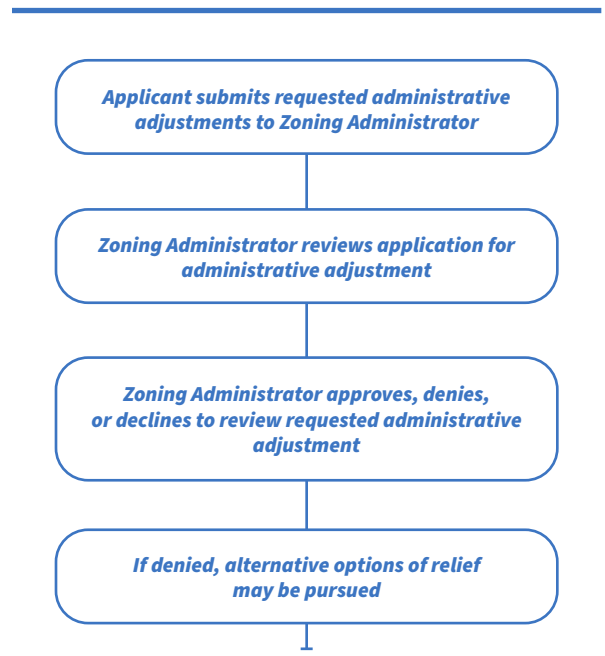 Applicant submits requested administrative
adjustments to Zoning Administrator
Zoning Administrator reviews application for
administrative adjustment
Zoning Administrator approves, denies,
or declines to review requested administrative
adjustment
If denied, alternative options of relief
may be pursued